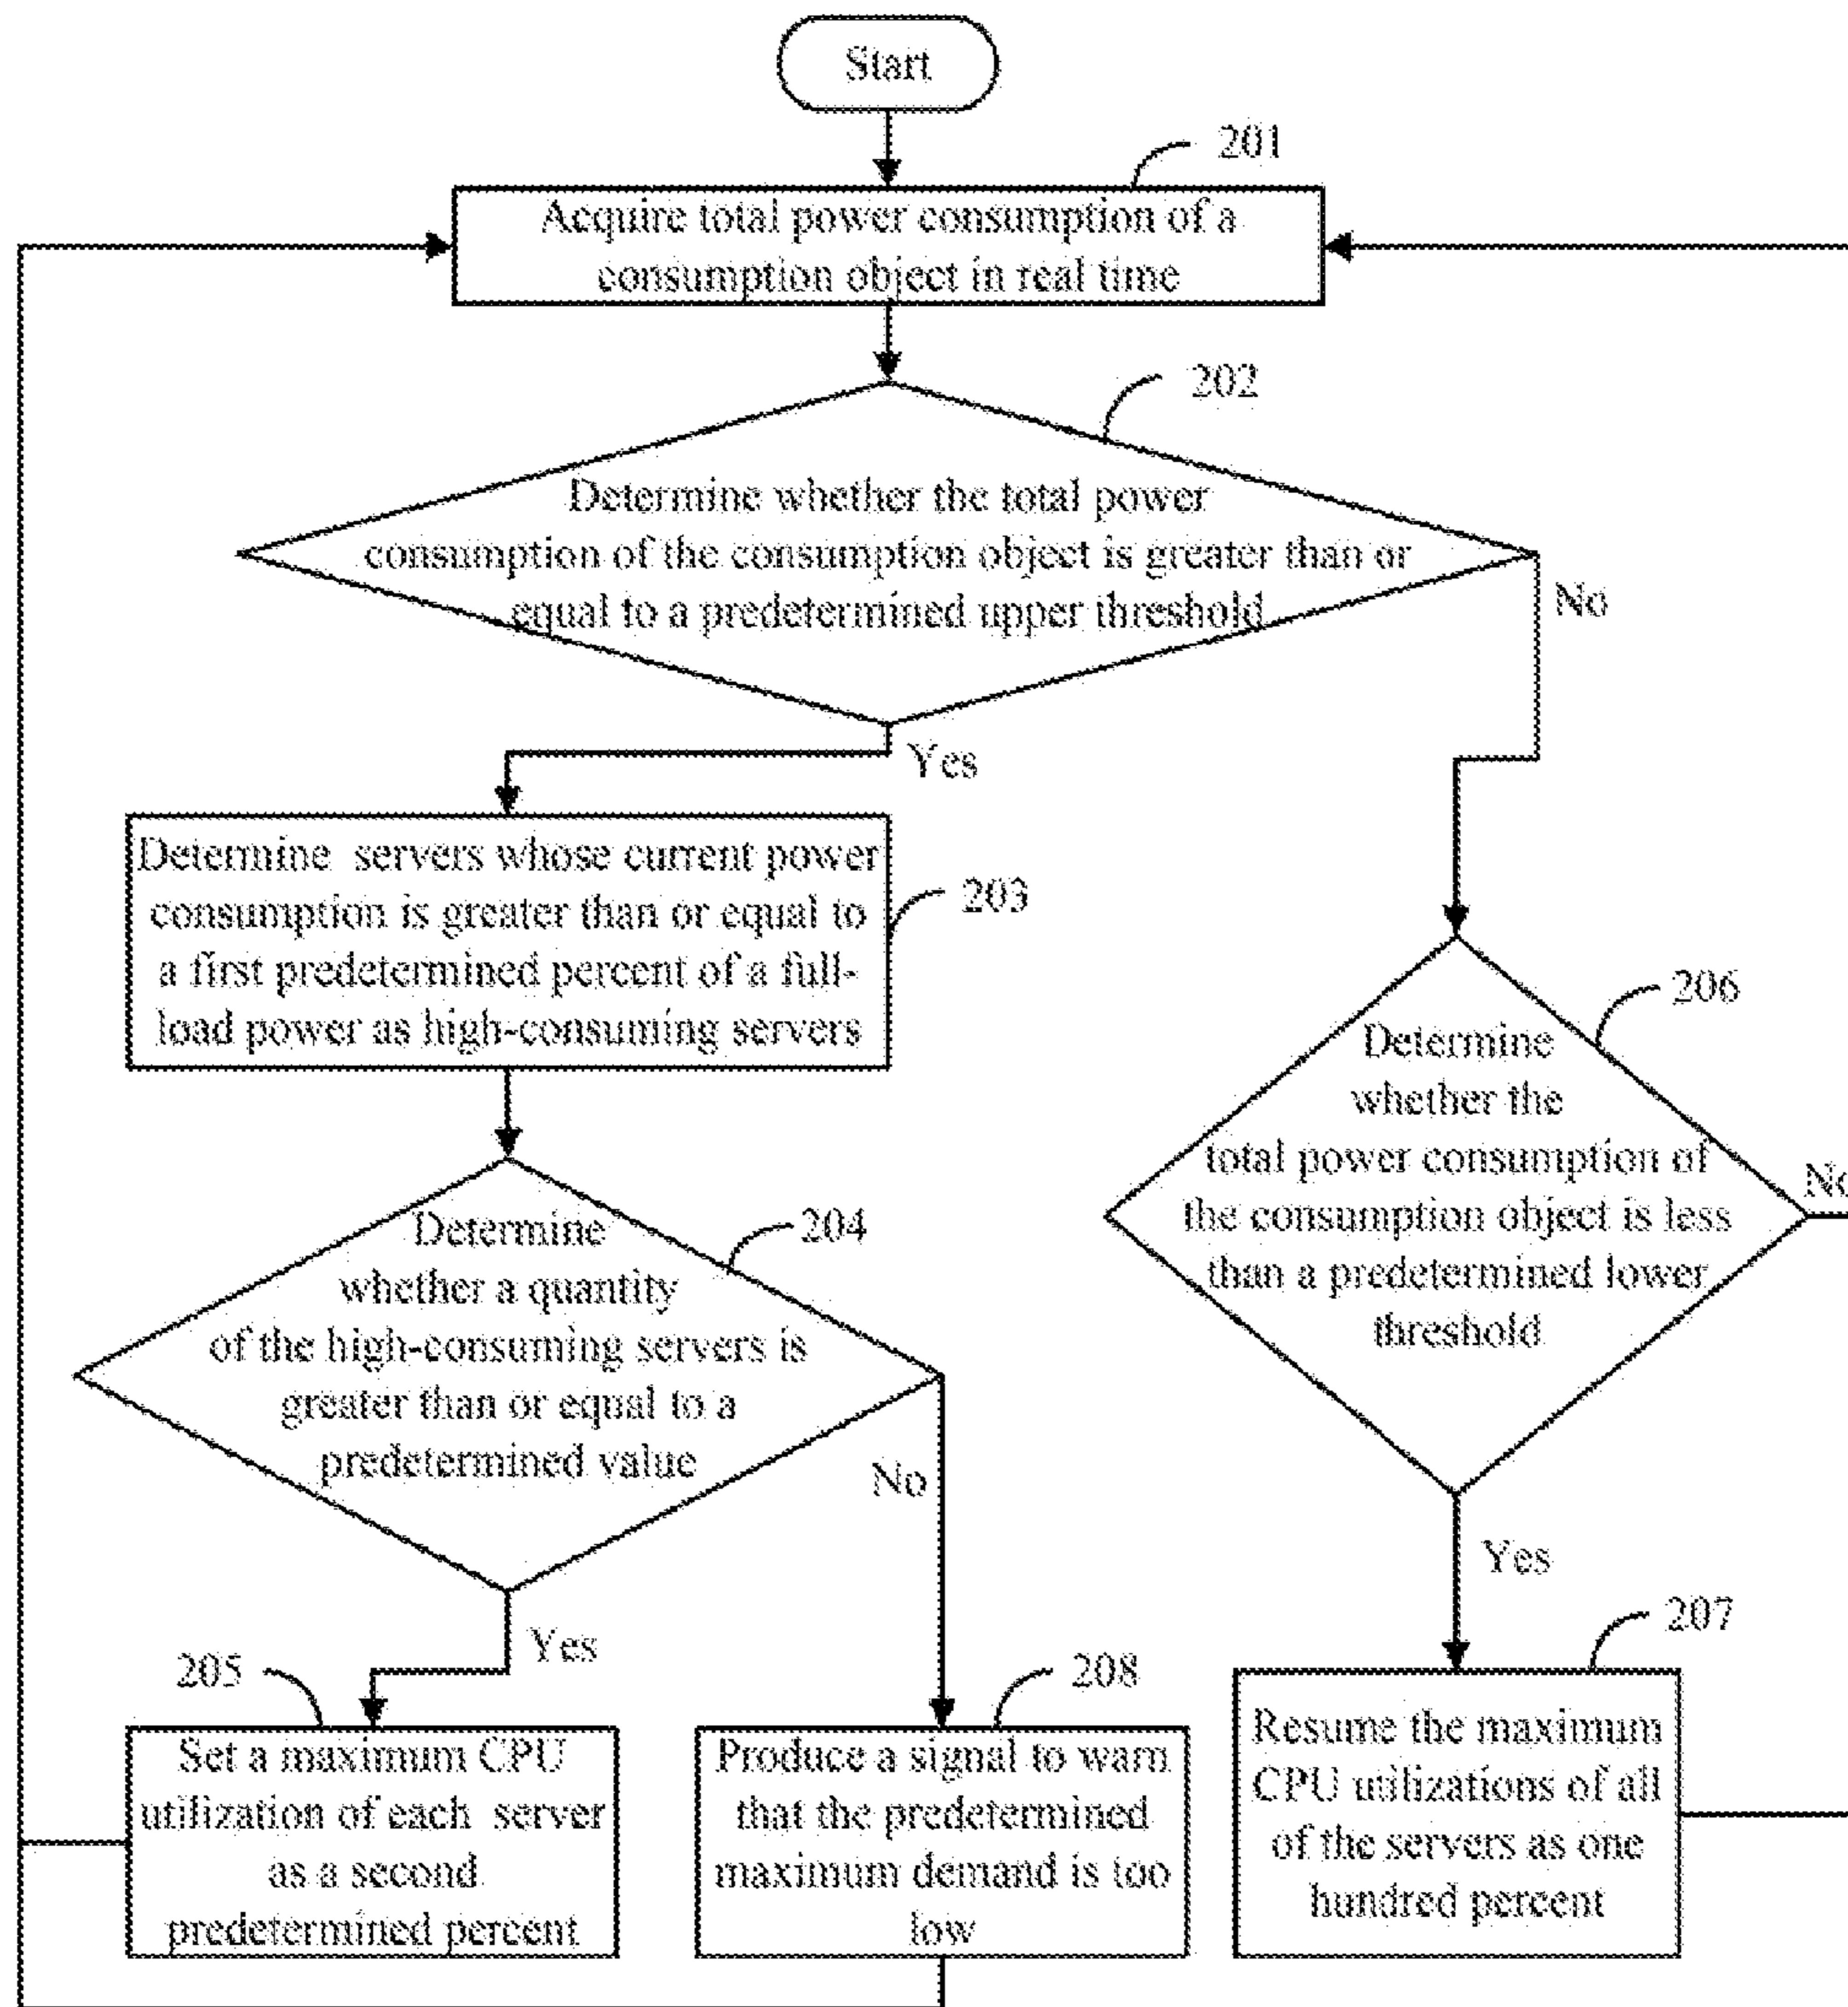 Start
201
Acquire total power consumption of a
consumption object in real time
202
Determine whether the total power
consumption of the consumption object is greater than or
equal to a predetermined upper threshold
No
Yes
Determine servers whose current power
consumption is greater than or equal to
a first predetermined percent of a full-
load power as high-consuming servers
203
206
Determine
whether the
total power consumption of
the consumption object is less
than a predetermined lower
threshold
No
204
Determine
whether a quantity
of the high-consuming servers is
greater than or equal to a
predetermined value
No
Yes
Yes
205
Set a maximum CPU
utilization of each server
as a second
predetermined percent
208
Produce a signal to warn
that the predetermined
maximum demand is too
low
207
Resume the maximum
CPU utilizations of all
of the servers as one
hundred percent